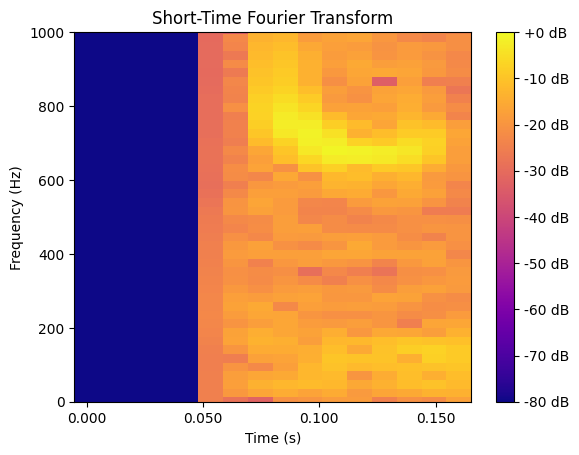 Short-Time Fourier Transform
Frequency (Hz)
1000
800
600
400
200
0
0.000
0.050
0.100
0.150
Time (s)
+0 dB
-10 dB
-20 dB
-30 dB
-40 dB
-50 dB
-60 dB
-70 dB
-80 dB